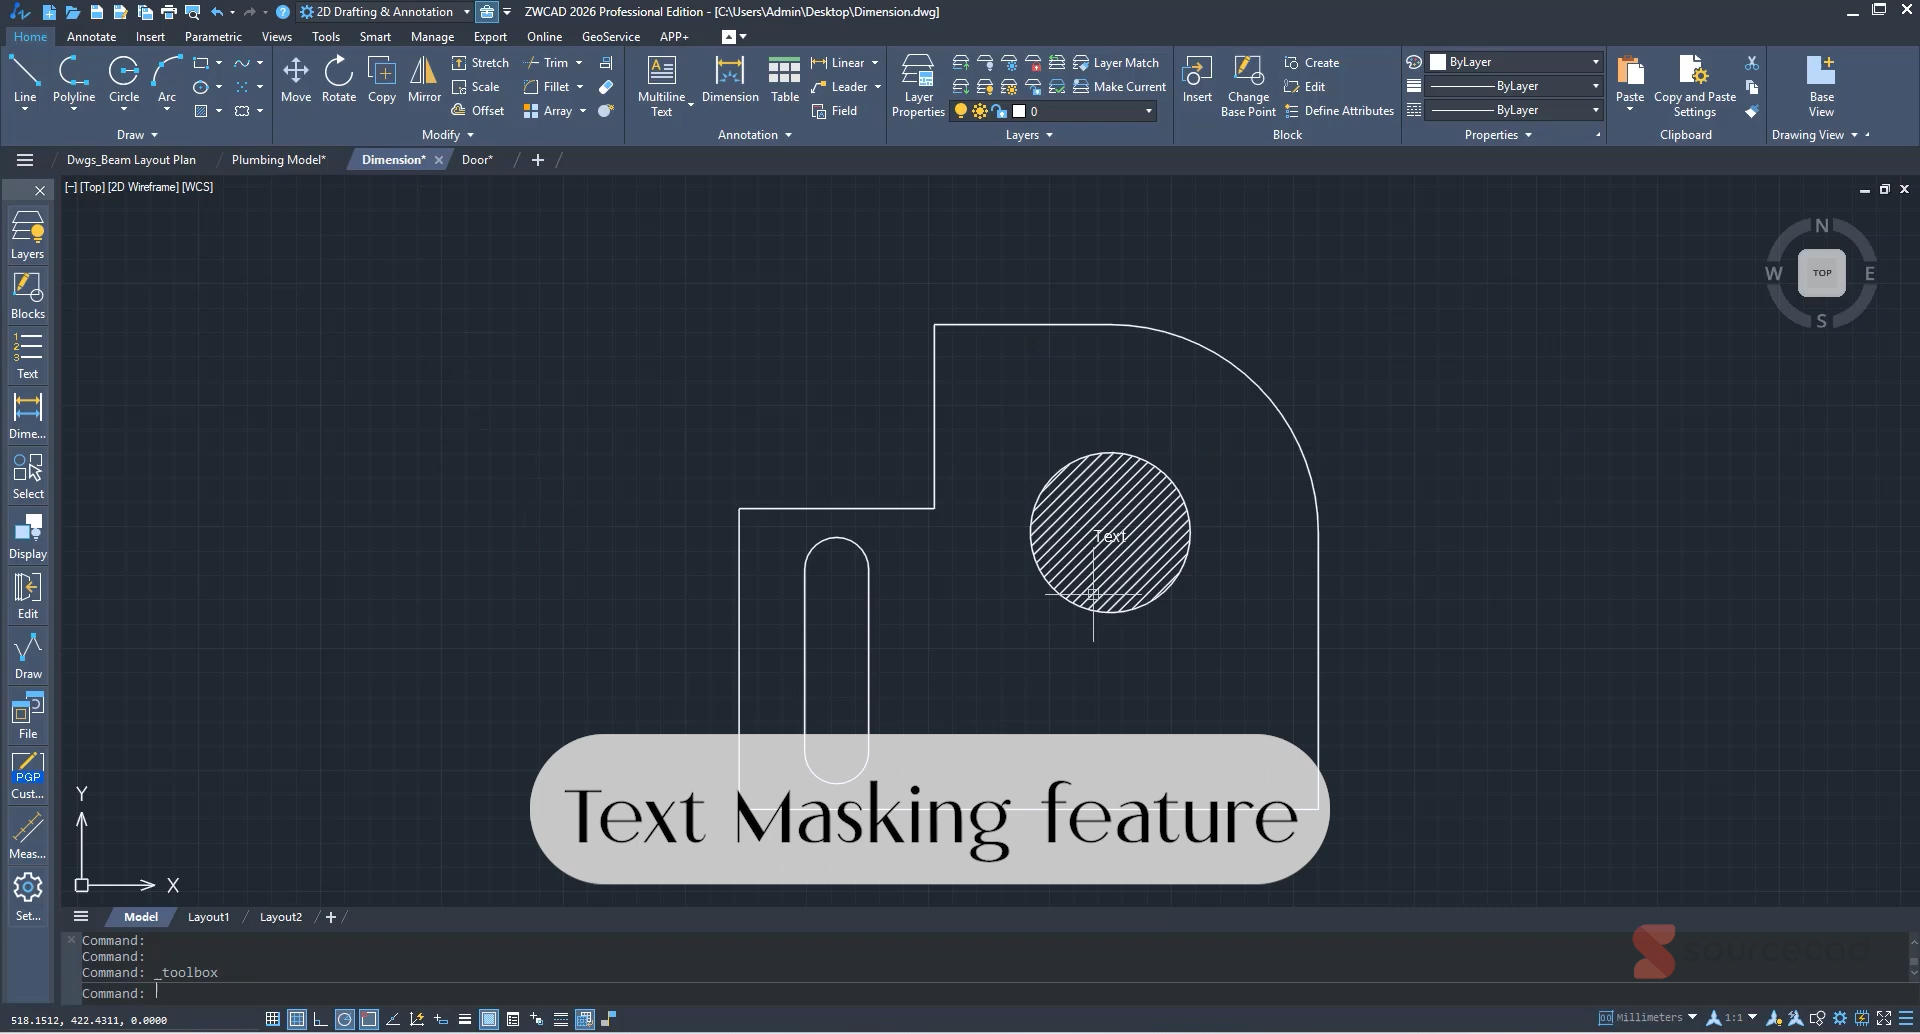 2D Drafting & Annotation ZWCAD 2026 Professional Edition - [C:\Users\Admin\Desktop\Dimension.dwg]
Home Annotate Insert Parametric Views Tools Smart Manage Export Online GeoService APP+
Stretch Trim Linear Layer Match Create ByLayer
Line Polyline Circle Arc Move Rotate Copy Mirror Scale Fillet Multiline Text Dimension Table Leader Layer Properties Make Current Insert Change Base Point Edit ByLayer Paste Copy and Paste Settings Base View
Offset Array Field 0 Define Attributes ByLayer
Draw Modify Annotation Layers Block Properties Clipboard Drawing View
Dwgs_Beam Layout Plan Plumbing Model* Dimension* Door*
[−] [Top] [2D Wireframe] [WCS]
N
W TOP E
S
Layers
Blocks
1
2
3
Text
Dime...
Select
Display
Edit
Draw
File
PGP
Cust...
Meas...
Set...
Text
Text Masking feature
Y
X
Model Layout1 Layout2
Command:
Command:
Command: _toolbox
Command:
sourcecad
518.1512, 422.4311, 0.0000 Millimeters 1:1